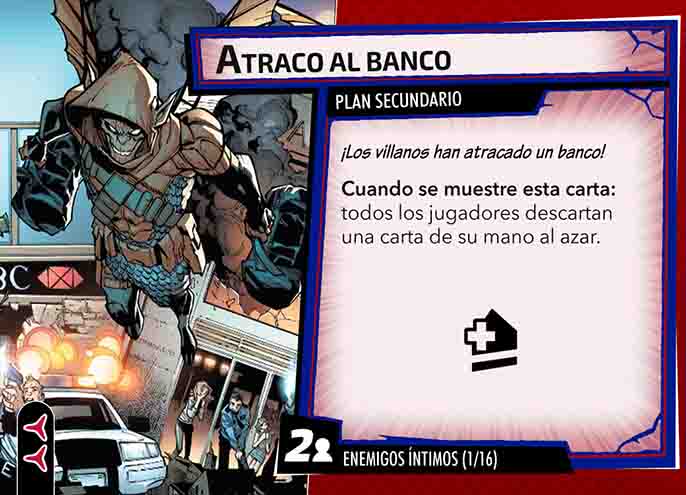 ATRACO AL BANCO
PLAN SECUNDARIO
¡Los villanos han atracado un banco!
Cuando se muestre esta carta:
todos los jugadores descartan
una carta de su mano al azar.
BC
2
ENEMIGOS ÍNTIMOS (1/16)